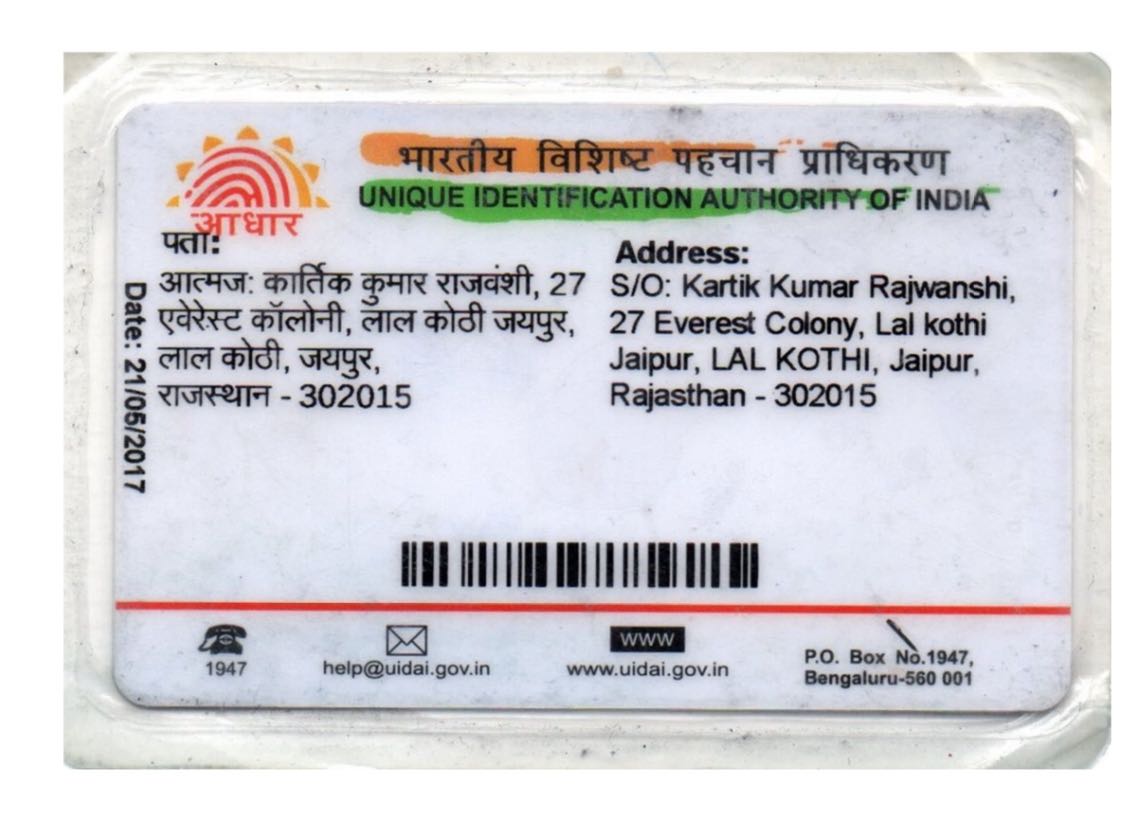 भारतीय विशिष्ट पहचान प्राधिकरण
UNIQUE IDENTIFICATION AUTHORITY OF INDIA
आधार
पता:
आत्मज: कार्तिक कुमार राजवंशी, 27
एवेरेस्ट कॉलोनी, लाल कोठी जयपुर,
लाल कोठी, जयपुर,
राजस्थान - 302015
Address:
S/O: Kartik Kumar Rajwanshi,
27 Everest Colony, Lal kothi
Jaipur, LAL KOTHI, Jaipur,
Rajasthan - 302015
Date: 21/05/2017
1947
help@uidai.gov.in
www
www.uidai.gov.in
P.O. Box No.1947,
Bengaluru-560 001